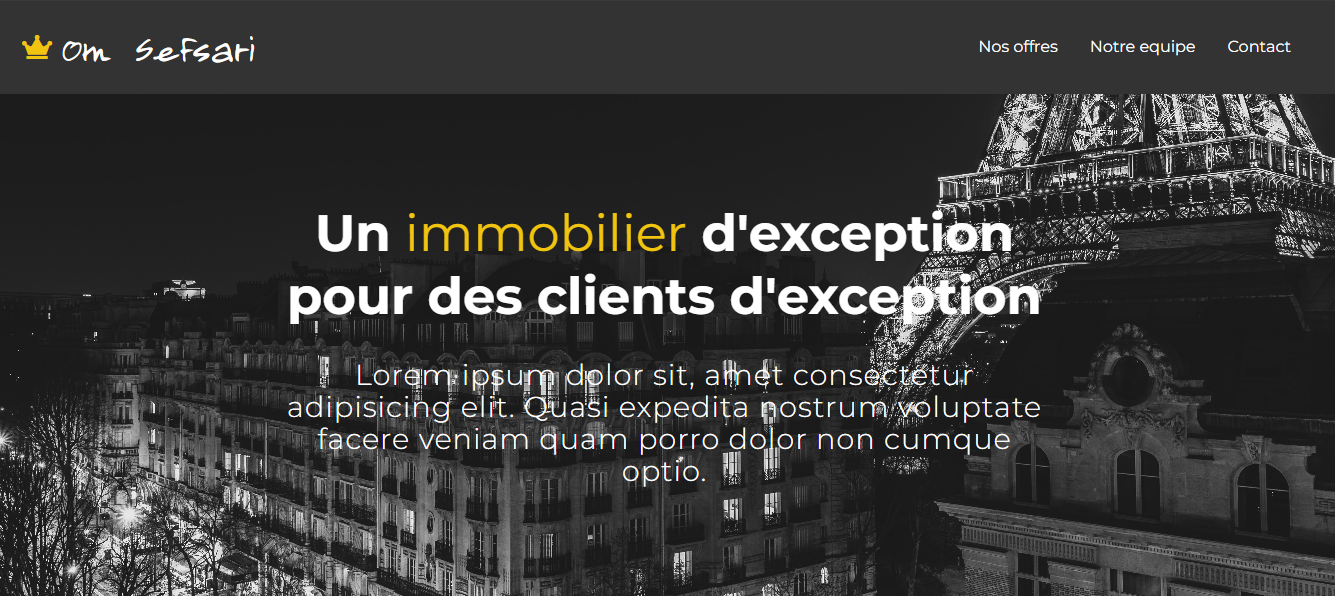 Om Sefsari
Nos offres
Notre equipe
Contact
Un immobilier d'exception
pour des clients d'exception
Lorem ipsum dolor sit, amet consectetur
adipisicing elit. Quasi expedita nostrum voluptate
facere veniam quam porro dolor non cumque
optio.